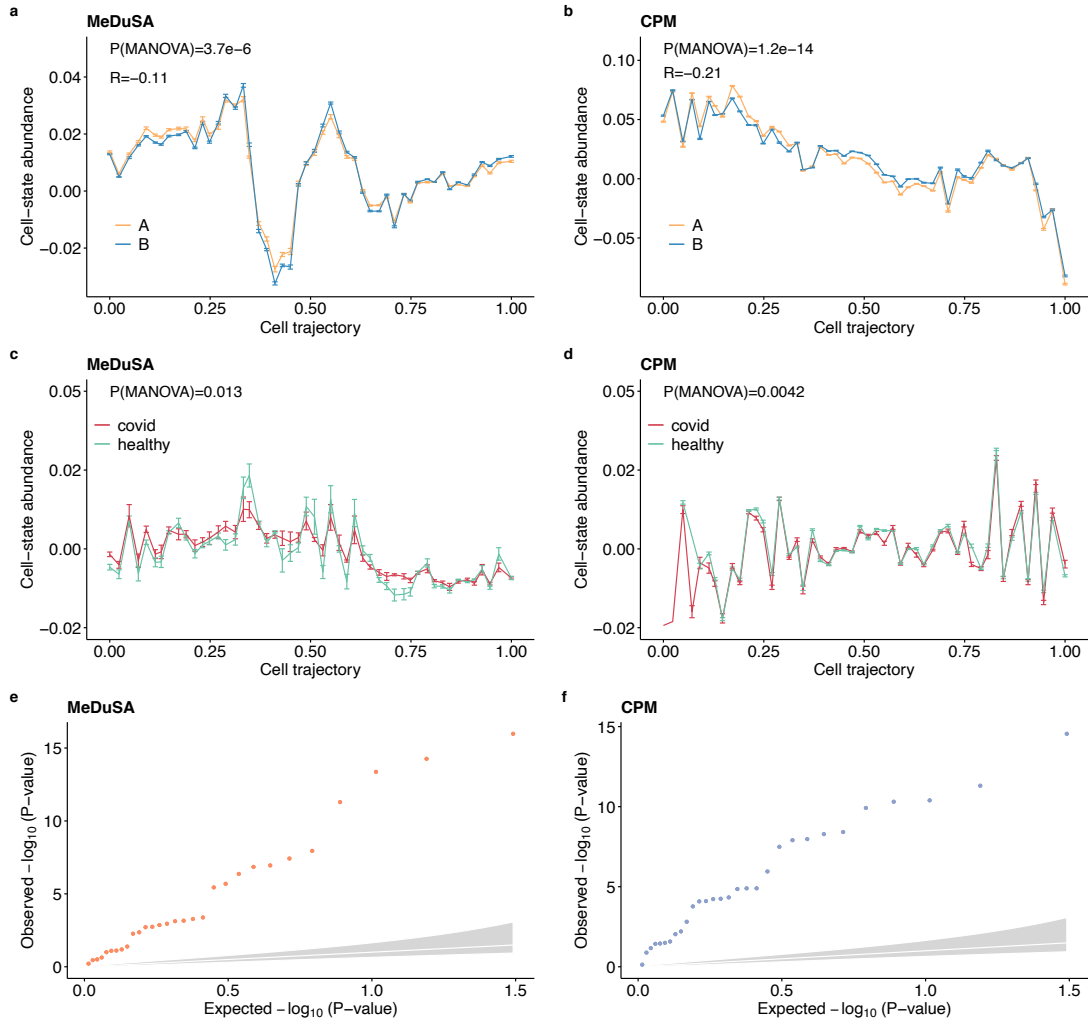 a
MeDuSA
P(MANOVA)=3.7e−6
R=−0.11
0.04
0.02
0.00
−0.02
Cell−state abundance
A
B
0.00 0.25 0.50 0.75 1.00
Cell trajectory
b
CPM
P(MANOVA)=1.2e−14
R=−0.21
0.10
0.05
0.00
−0.05
Cell−state abundance
A
B
0.00 0.25 0.50 0.75 1.00
Cell trajectory
c
MeDuSA
P(MANOVA)=0.013
covid
healthy
0.05
0.02
0.00
−0.02
Cell−state abundance
0.00 0.25 0.50 0.75 1.00
Cell trajectory
d
CPM
P(MANOVA)=0.0042
covid
healthy
0.05
0.02
0.00
−0.02
Cell−state abundance
0.00 0.25 0.50 0.75 1.00
Cell trajectory
e
MeDuSA
15
10
5
0
Observed −log10 (P−value)
0.0 0.5 1.0 1.5
Expected −log10 (P−value)
f
CPM
15
10
5
0
Observed −log10 (P−value)
0.0 0.5 1.0 1.5
Expected −log10 (P−value)